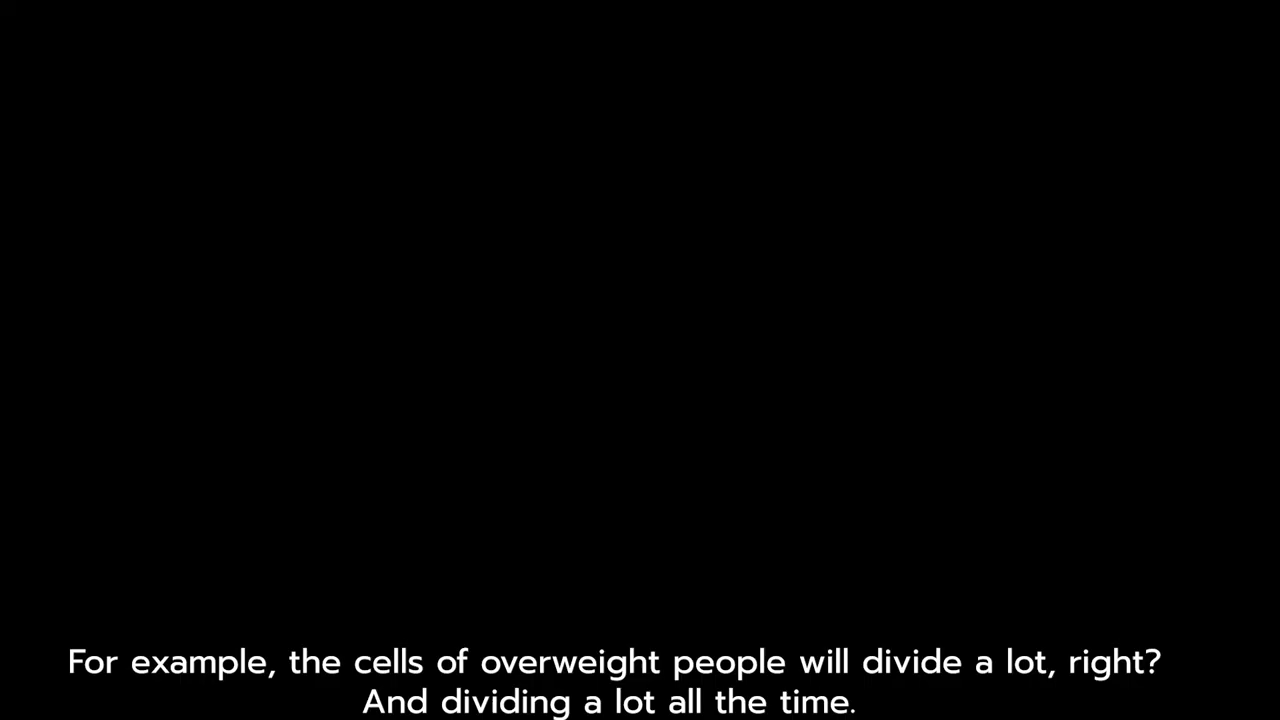 For example, the cells of overweight people will divide a lot, right?
And dividing a lot all the time.